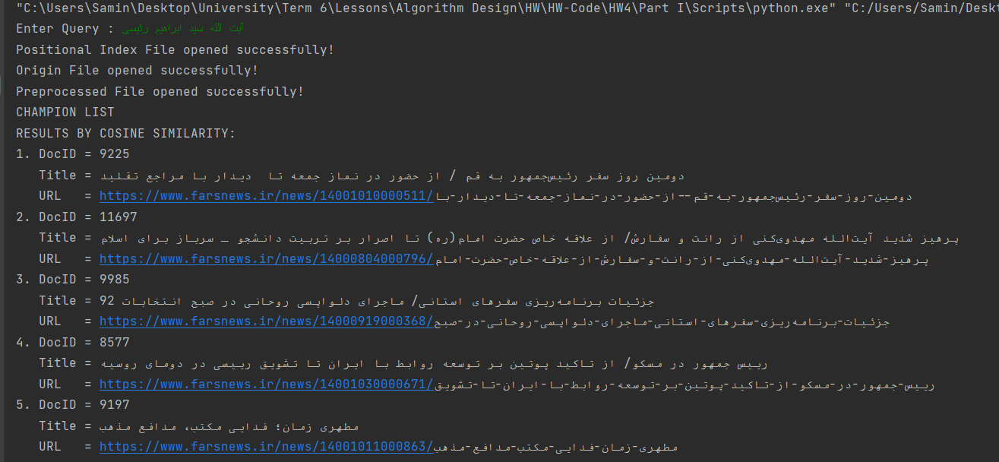 "C:\Users\Samin\Desktop\University\Term 6\Lessons\Algorithm Design\HW\HW-Code\HW4\Part I\Scripts\python.exe" "C:/Users/Samin/Deskt
Enter Query : آیت الله سید ابراهیم رئیسی
Positional Index File opened successfully!
Origin File opened successfully!
Preprocessed File opened successfully!
CHAMPION LIST
RESULTS BY COSINE SIMILARITY:
1. DocID = 9225
Title = دومین روز سفر رئیس‌جمهور به قم / از حضور در نماز جمعه تا  دیدار با مراجع تقلید
URL = https://www.farsnews.ir/news/14001010000511/دومین-روز-سفر-رئیس‌جمهور-به-قم--از-حضور-در-نماز-جمعه-تا-دیدار-با
2. DocID = 11697
Title = پرهیز شدید آیت‌الله مهدوی‌کنی از رانت و سفارش/ از علاقه خاص حضرت امام(ره) تا اصرار بر تربیت دانشجو ـ سرباز برای اسلام
URL = https://www.farsnews.ir/news/14000804000796/پرهیز-شدید-آیت‌الله-مهدوی‌کنی-از-رانت-و-سفارش-از-علاقه-خاص-حضرت-امام
3. DocID = 9985
Title = جزئیات برنامه‌ریزی سفرهای استانی/ ماجرای دلواپسی روحانی در صبح انتخابات 92
URL = https://www.farsnews.ir/news/14000919000368/جزئیات-برنامه‌ریزی-سفرهای-استانی-ماجرای-دلواپسی-روحانی-در-صبح
4. DocID = 8577
Title = رییس جمهور در مسکو/ از تاکید پوتین بر توسعه روابط با ایران تا تشویق رییسی در دومای روسیه
URL = https://www.farsnews.ir/news/14001030000671/رییس-جمهور-در-مسکو-از-تاکید-پوتین-بر-توسعه-روابط-با-ایران-تا-تشویق
5. DocID = 9197
Title = مطهری زمان؛ فدایی مکتب، مدافع مذهب
URL = https://www.farsnews.ir/news/14001011000863/مطهری-زمان-فدایی-مکتب-مدافع-مذهب